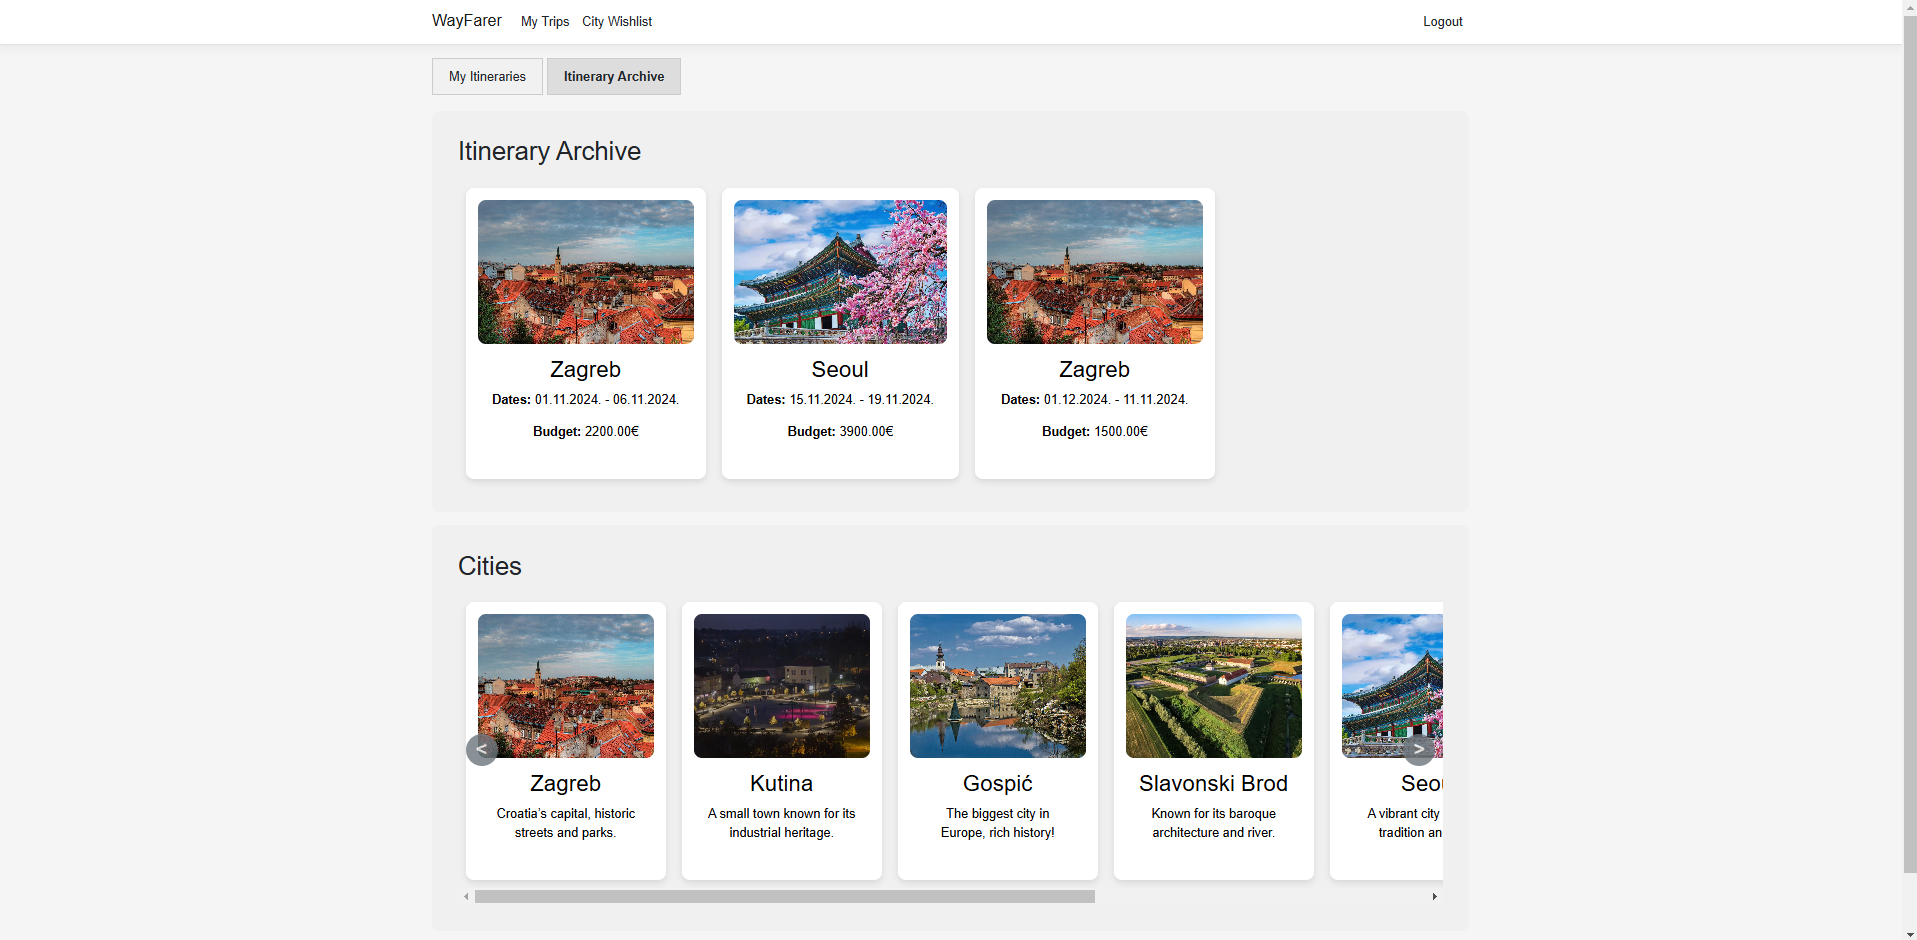 WayFarer My Trips City Wishlist Logout
My Itineraries Itinerary Archive
Itinerary Archive
Zagreb
Dates: 01.11.2024. - 06.11.2024.
Budget: 2200.00€
Seoul
Dates: 15.11.2024. - 19.11.2024.
Budget: 3900.00€
Zagreb
Dates: 01.12.2024. - 11.11.2024.
Budget: 1500.00€
Cities
<
Zagreb
Croatia's capital, historic
streets and parks.
Kutina
A small town known for its
industrial heritage.
Gospić
The biggest city in
Europe, rich history!
Slavonski Brod
Known for its baroque
architecture and river.
>
Seo
A vibrant city
tradition an